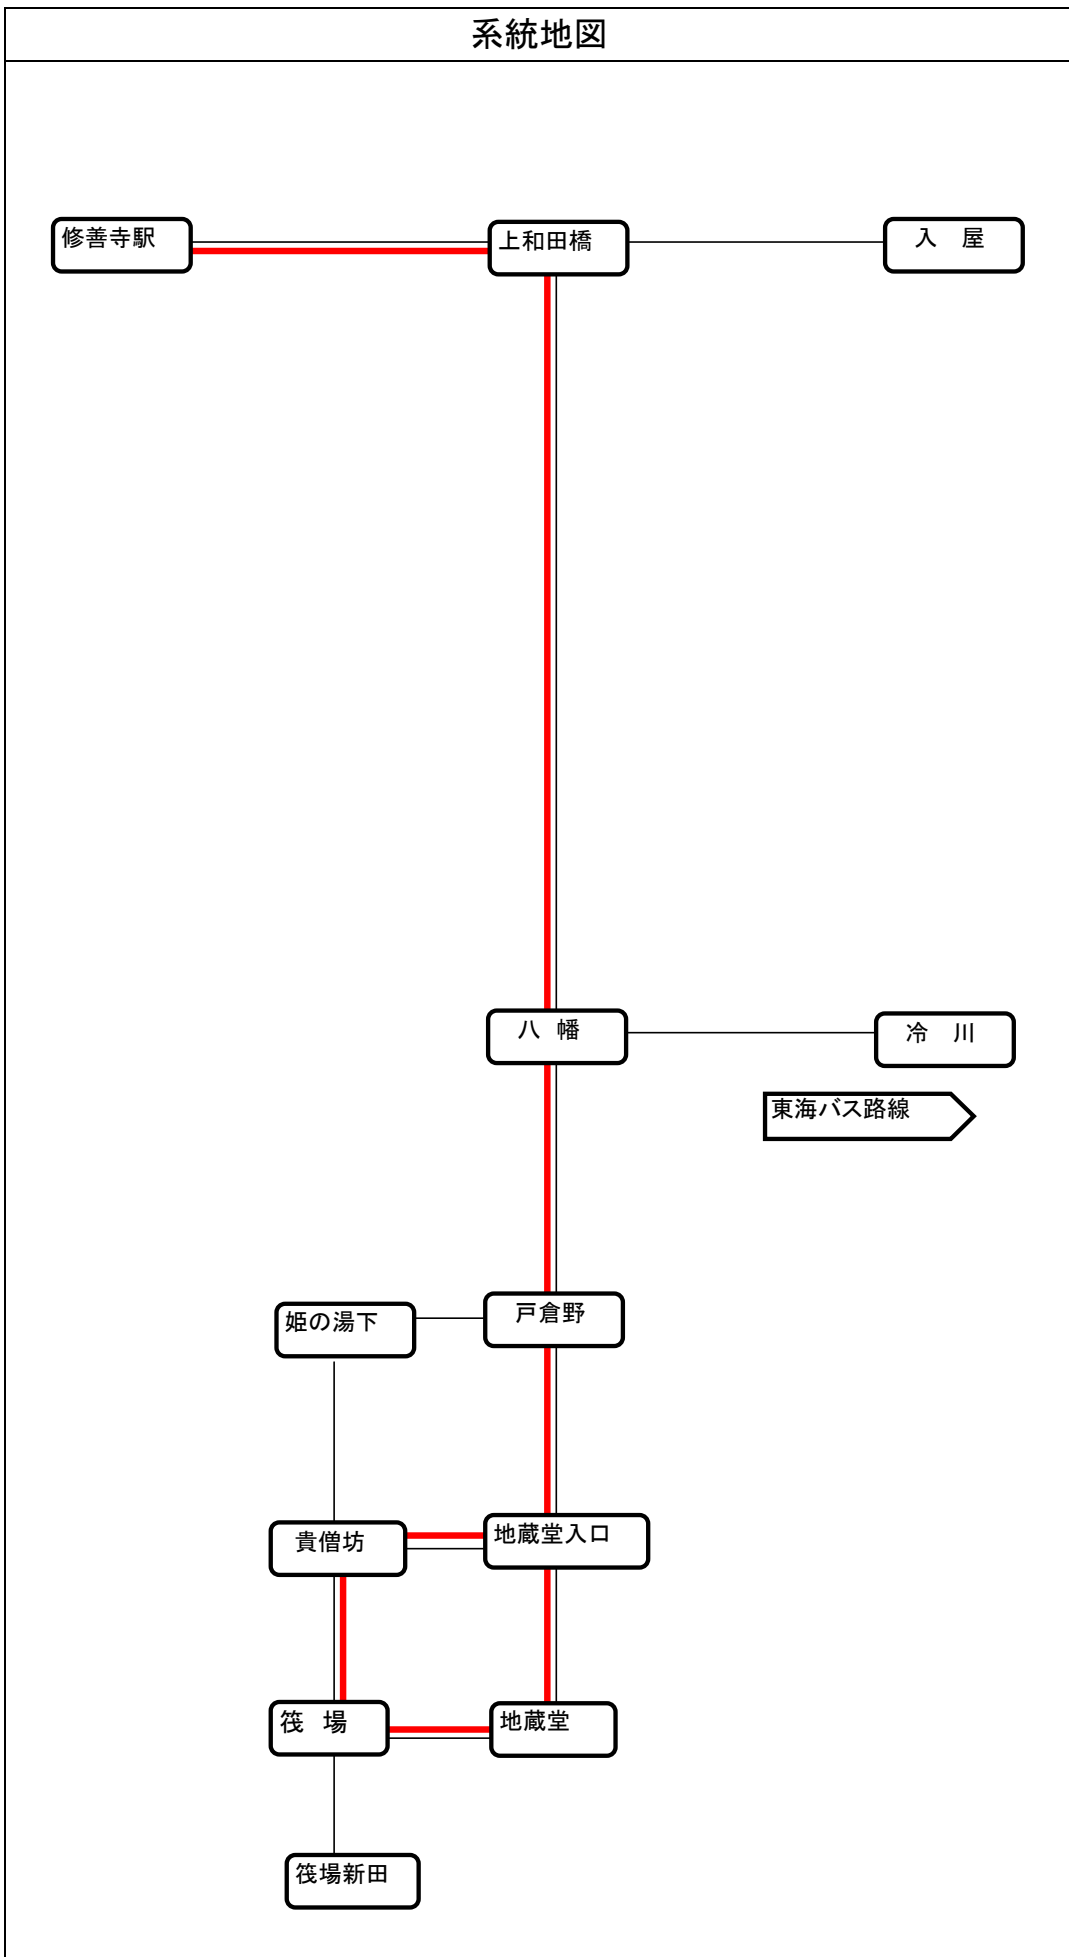 系統地図
修善寺駅
上和田橋
入　屋
八　幡
冷　川
東海バス路線
姫の湯下
戸倉野
貴僧坊
地蔵堂入口
筏　場
地蔵堂
筏場新田